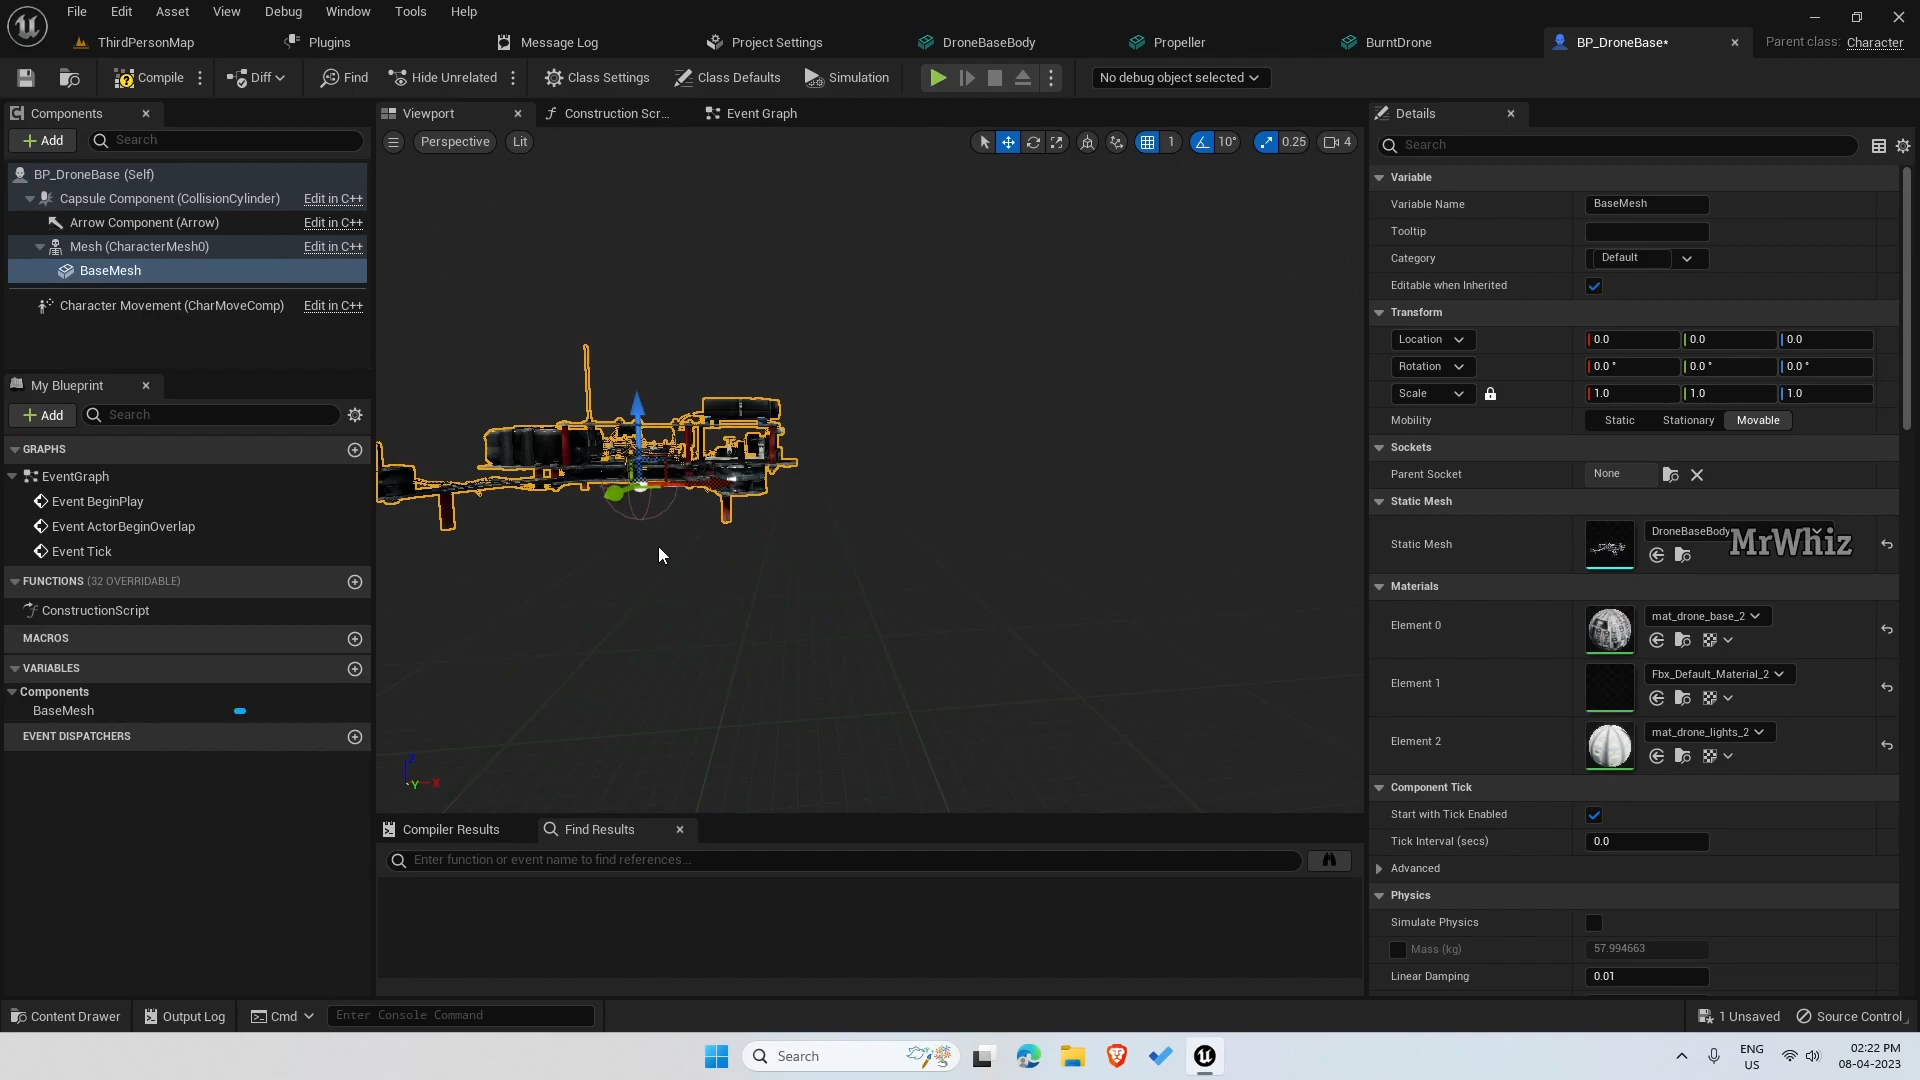 File Edit Asset View Debug Window Tools Help
ThirdPersonMap Plugins Message Log Project Settings DroneBaseBody Propeller BurntDrone BP_DroneBase* Parent class: Character
Compile Diff Find Hide Unrelated Class Settings Class Defaults Simulation No debug object selected
Components Viewport Construction Scr... Event Graph Details
Add Search Perspective Lit 1 10° 0.25 4 Search
BP_DroneBase (Self)
Capsule Component (CollisionCylinder) Edit in C++
Arrow Component (Arrow) Edit in C++
Mesh (CharacterMesh0) Edit in C++
BaseMesh
Character Movement (CharMoveComp) Edit in C++
My Blueprint
Add Search
GRAPHS
EventGraph
Event BeginPlay
Event ActorBeginOverlap
Event Tick
FUNCTIONS (32 OVERRIDABLE)
ConstructionScript
MACROS
VARIABLES
Components
BaseMesh
EVENT DISPATCHERS
Z
Y X
Compiler Results Find Results
Enter function or event name to find references...
Variable
Variable Name BaseMesh
Tooltip
Category Default
Editable when Inherited
Transform
Location 0.0 0.0 0.0
Rotation 0.0 ° 0.0 ° 0.0 °
Scale 1.0 1.0 1.0
Mobility Static Stationary Movable
Sockets
Parent Socket None
Static Mesh
Static Mesh DroneBaseBody
MrWhiz
Materials
Element 0 mat_drone_base_2
Element 1 Fbx_Default_Material_2
Element 2 mat_drone_lights_2
Component Tick
Start with Tick Enabled
Tick Interval (secs) 0.0
Advanced
Physics
Simulate Physics
Mass (kg) 57.994663
Linear Damping 0.01
Content Drawer Output Log Cmd Enter Console Command 1 Unsaved Source Control
Search ENG US 02:22 PM
08-04-2023